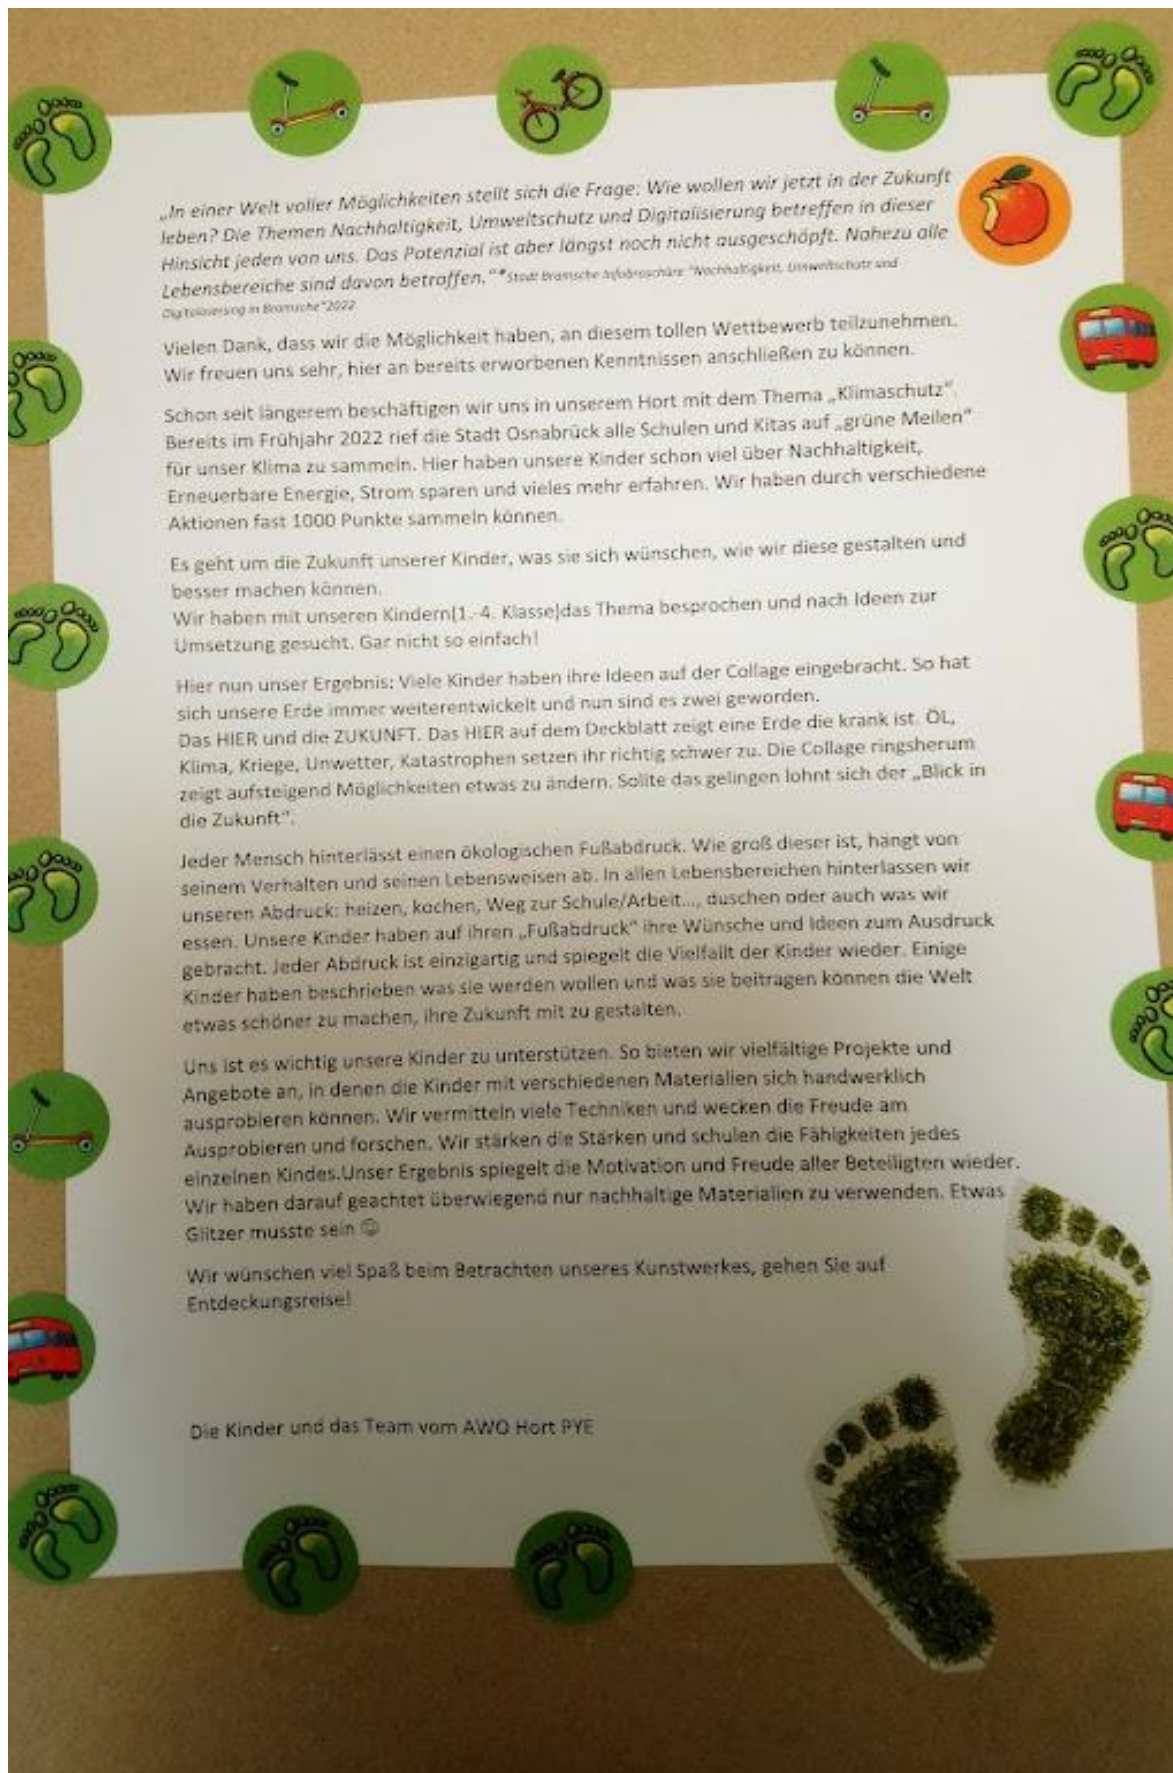 „In einer Welt voller Möglichkeiten stellt sich die Frage: Wie wollen wir jetzt in der Zukunft
leben? Die Themen Nachhaltigkeit, Umweltschutz und Digitalisierung betreffen in dieser
Hinsicht jeden von uns. Das Potenzial ist aber längst noch nicht ausgeschöpft. Nahezu alle
Lebensbereiche sind davon betroffen."*Stadt Bramsche Infobroschüre "Nachhaltigkeit, Umweltschutz und
Digitalisierung in Bramsche"2022
Vielen Dank, dass wir die Möglichkeit haben, an diesem tollen Wettbewerb teilzunehmen.
Wir freuen uns sehr, hier an bereits erworbenen Kenntnissen anschließen zu können.
Schon seit längerem beschäftigen wir uns in unserem Hort mit dem Thema „Klimaschutz".
Bereits im Frühjahr 2022 rief die Stadt Osnabrück alle Schulen und Kitas auf „grüne Meilen"
für unser Klima zu sammeln. Hier haben unsere Kinder schon viel über Nachhaltigkeit,
Erneuerbare Energie, Strom sparen und vieles mehr erfahren. Wir haben durch verschiedene
Aktionen fast 1000 Punkte sammeln können.
Es geht um die Zukunft unserer Kinder, was sie sich wünschen, wie wir diese gestalten und
besser machen können.
Wir haben mit unseren Kindern(1.-4. Klasse)das Thema besprochen und nach Ideen zur
Umsetzung gesucht. Gar nicht so einfach!
Hier nun unser Ergebnis: Viele Kinder haben ihre Ideen auf der Collage eingebracht. So hat
sich unsere Erde immer weiterentwickelt und nun sind es zwei geworden.
Das HIER und die ZUKUNFT. Das HIER auf dem Deckblatt zeigt eine Erde die krank ist. ÖL,
Klima, Kriege, Unwetter, Katastrophen setzen ihr richtig schwer zu. Die Collage ringsherum
zeigt aufsteigend Möglichkeiten etwas zu ändern. Sollte das gelingen lohnt sich der „Blick in
die Zukunft".
Jeder Mensch hinterlässt einen ökologischen Fußabdruck. Wie groß dieser ist, hängt von
seinem Verhalten und seinen Lebensweisen ab. In allen Lebensbereichen hinterlassen wir
unseren Abdruck: heizen, kochen, Weg zur Schule/Arbeit..., duschen oder auch was wir
essen. Unsere Kinder haben auf ihren „Fußabdruck" ihre Wünsche und Ideen zum Ausdruck
gebracht. Jeder Abdruck ist einzigartig und spiegelt die Vielfallt der Kinder wieder. Einige
Kinder haben beschrieben was sie werden wollen und was sie beitragen können die Welt
etwas schöner zu machen, ihre Zukunft mit zu gestalten.
Uns ist es wichtig unsere Kinder zu unterstützen. So bieten wir vielfältige Projekte und
Angebote an, in denen die Kinder mit verschiedenen Materialien sich handwerklich
ausprobieren können. Wir vermitteln viele Techniken und wecken die Freude am
Ausprobieren und forschen. Wir stärken die Stärken und schulen die Fähigkeiten jedes
einzelnen Kindes.Unser Ergebnis spiegelt die Motivation und Freude aller Beteiligten wieder.
Wir haben darauf geachtet überwiegend nur nachhaltige Materialien zu verwenden. Etwas
Glitzer musste sein ☺
Wir wünschen viel Spaß beim Betrachten unseres Kunstwerkes, gehen Sie auf
Entdeckungsreise!
Die Kinder und das Team vom AWO Hort PYE